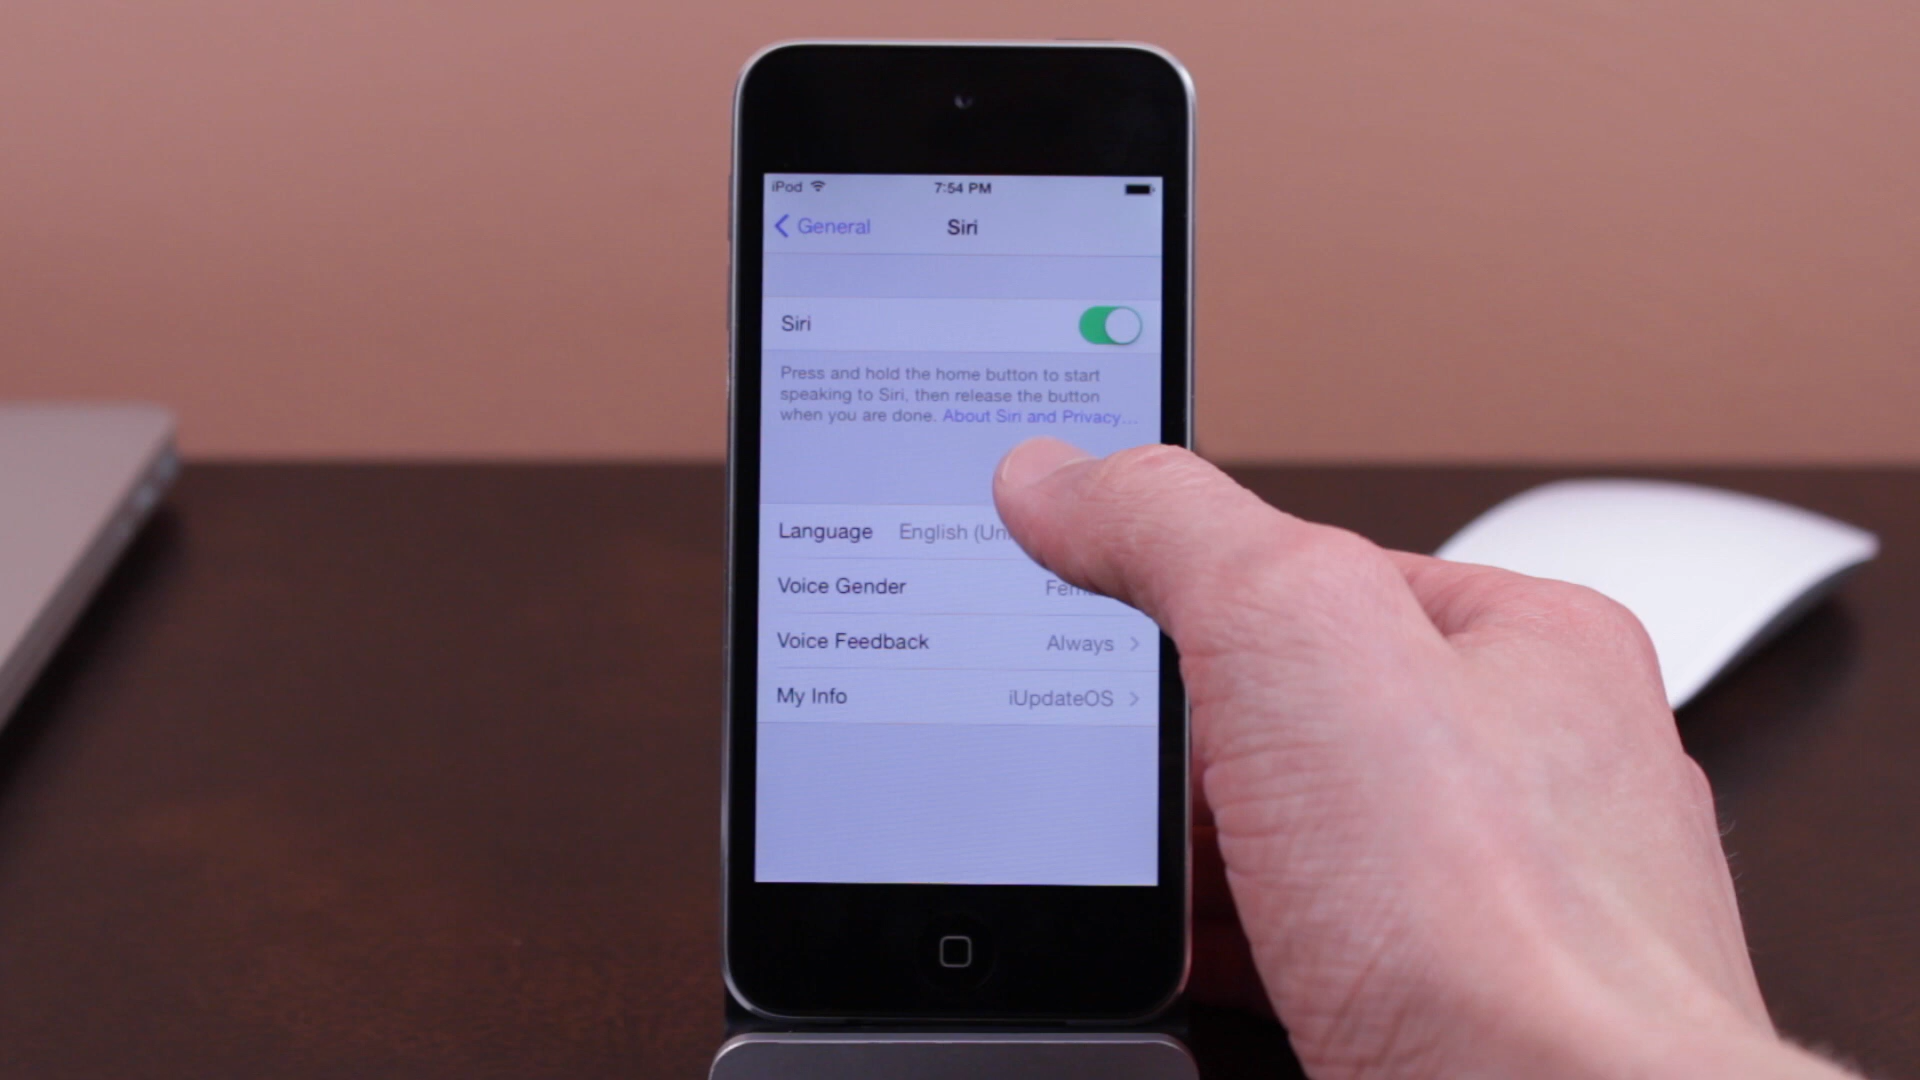 iPod 7:54 PM
General Siri
Siri
Press and hold the home button to start
speaking to Siri, then release the button
when you are done. About Siri and Privacy...
Language English
Voice Gender
Voice Feedback Always
My Info iUpdateOS